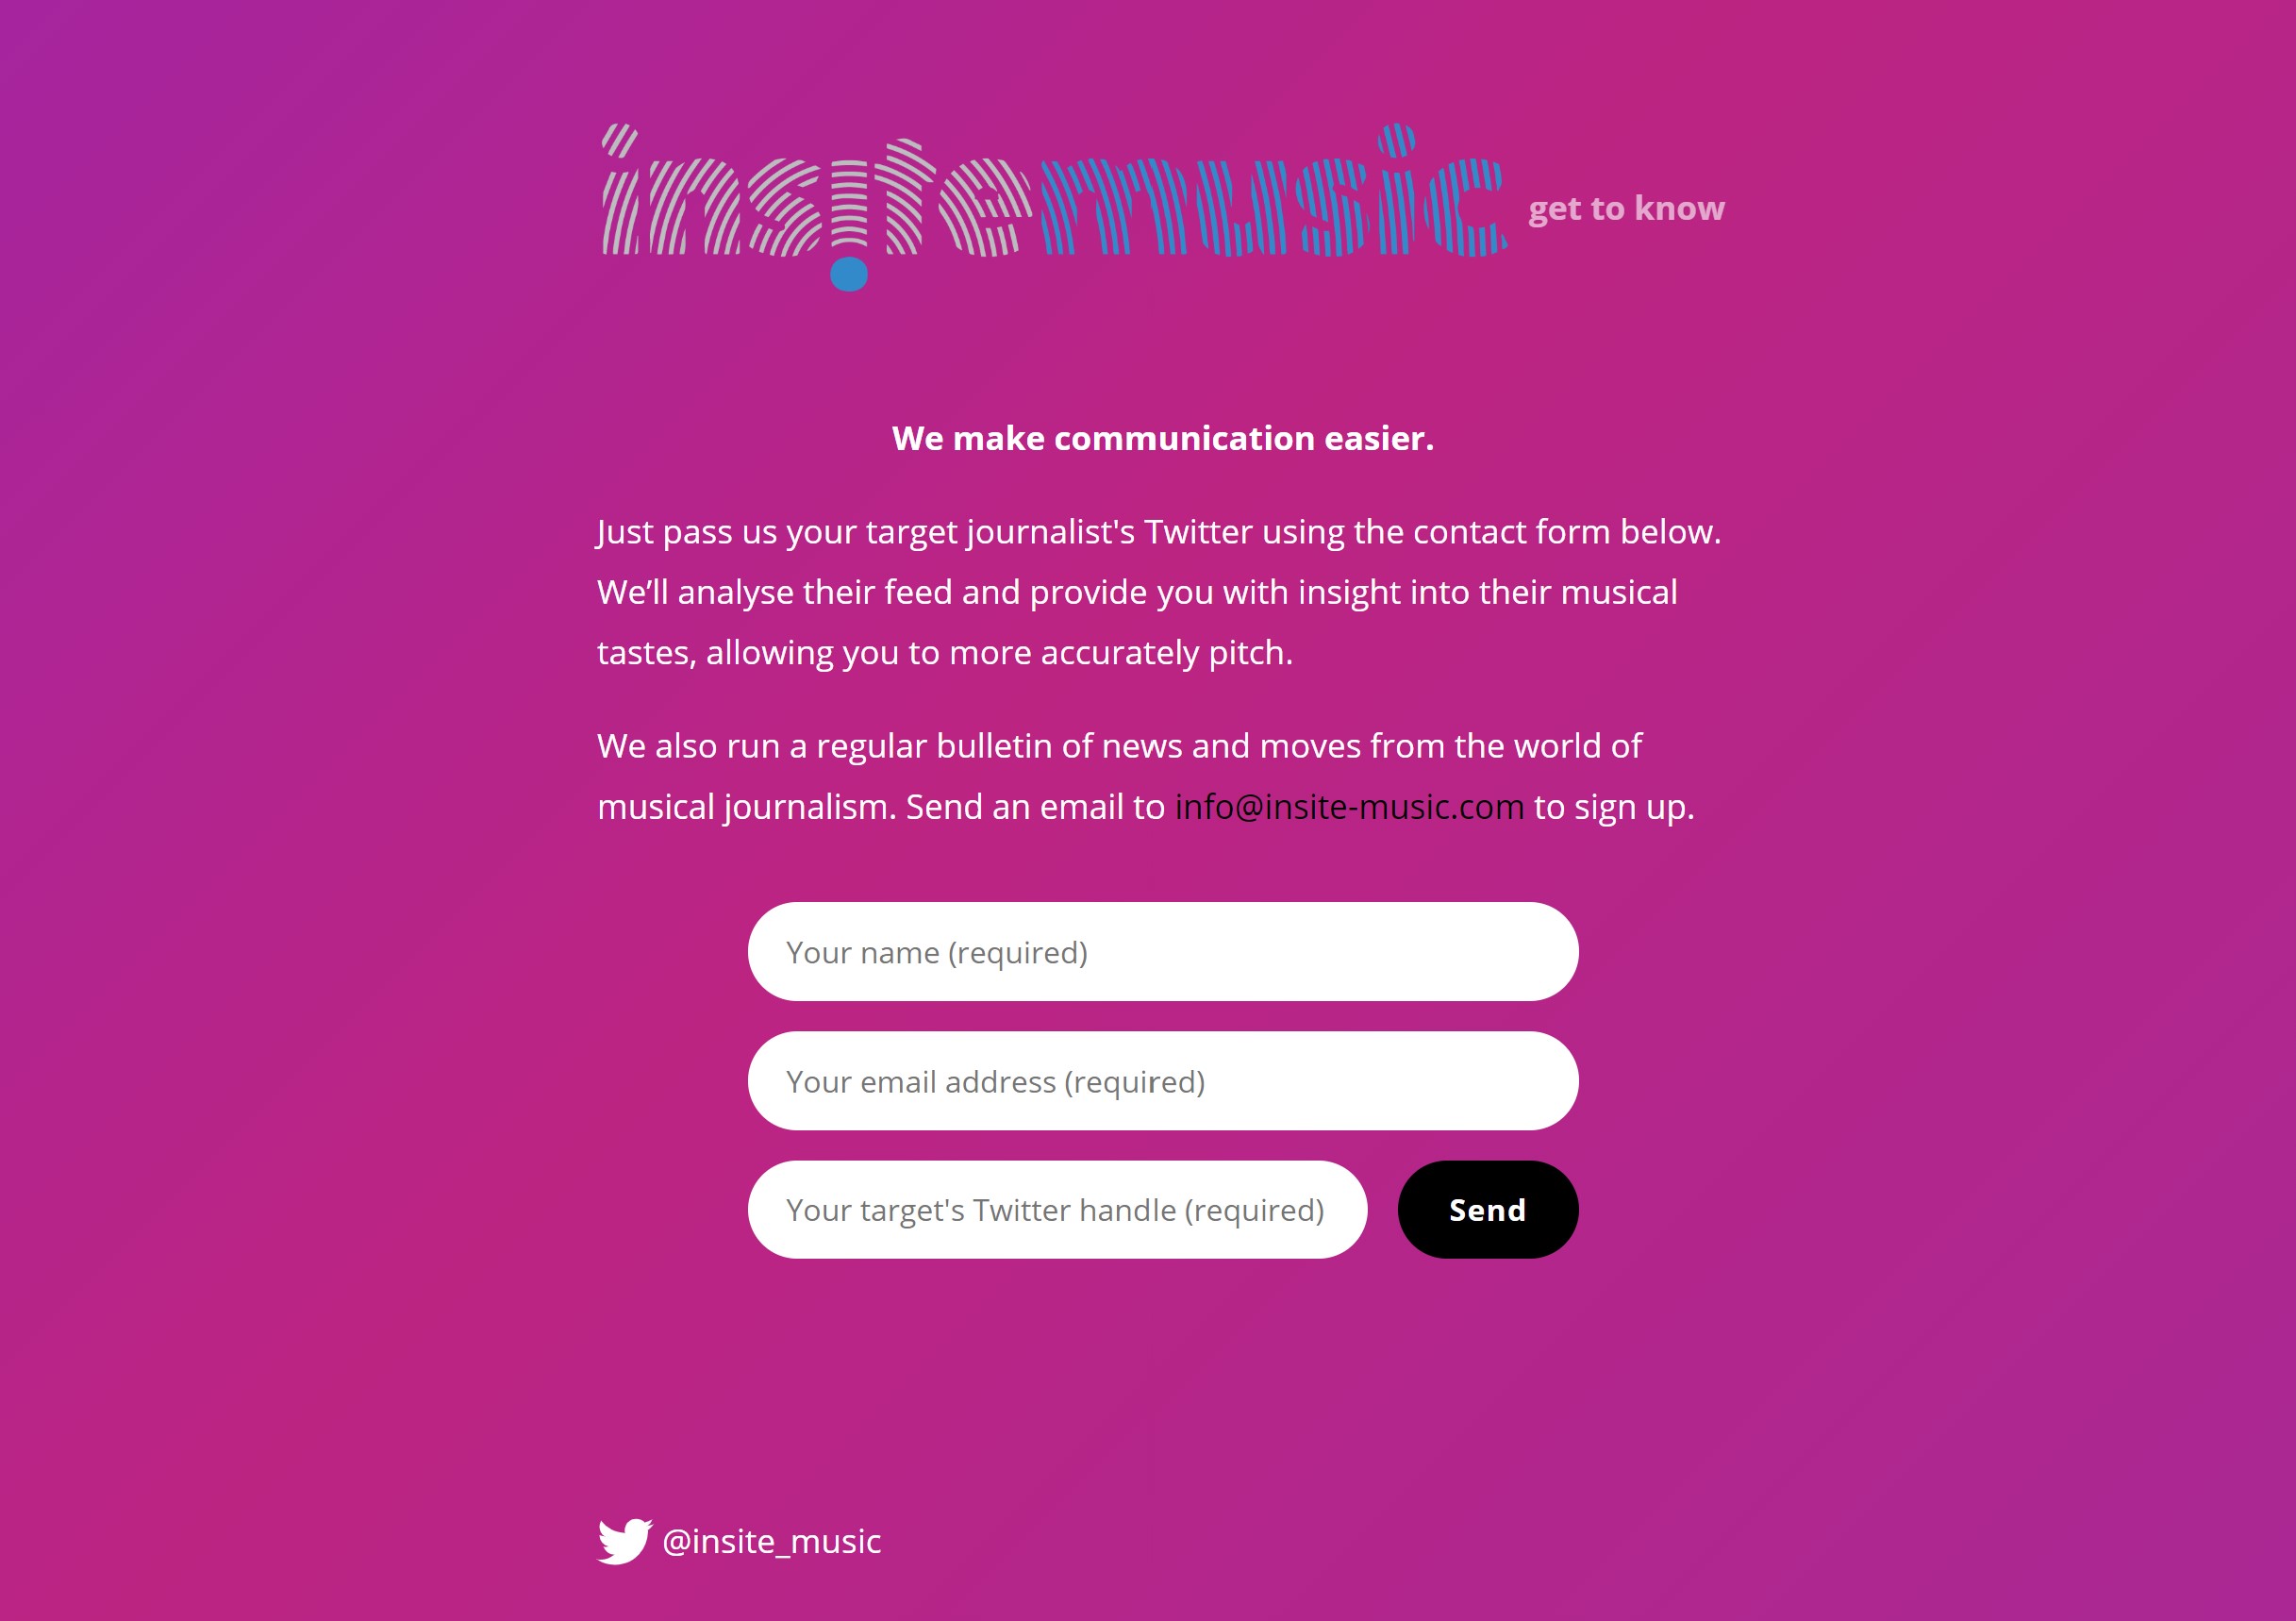 insitemusic get to know
We make communication easier.
Just pass us your target journalist's Twitter using the contact form below.
We’ll analyse their feed and provide you with insight into their musical
tastes, allowing you to more accurately pitch.
We also run a regular bulletin of news and moves from the world of
musical journalism. Send an email to info@insite-music.com to sign up.
Your name (required)
Your email address (required)
Your target's Twitter handle (required) Send
@insite_music